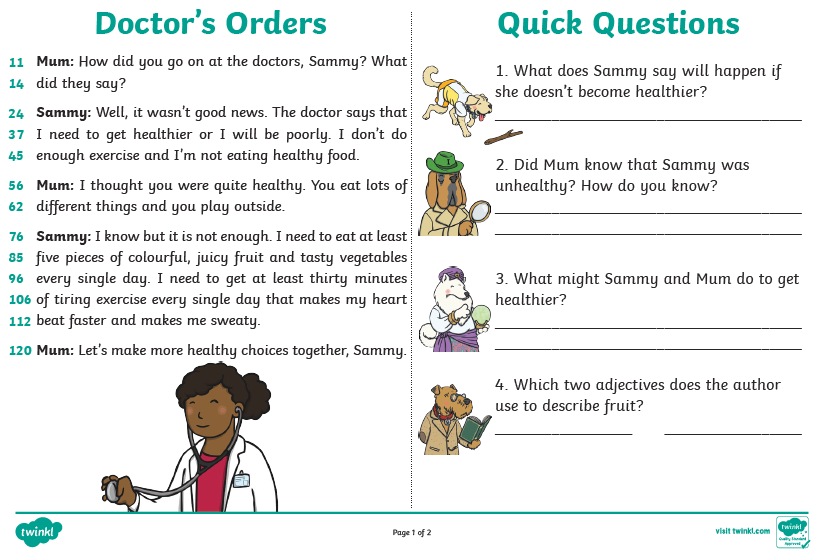 Doctor's Orders
11 Mum: How did you go on at the doctors, Sammy? What
14 did they say?
24 Sammy: Well, it wasn't good news. The doctor says that
37 I need to get healthier or I will be poorly. I don't do
45 enough exercise and I'm not eating healthy food.
56 Mum: I thought you were quite healthy. You eat lots of
62 different things and you play outside.
76 Sammy: I know but it is not enough. I need to eat at least
85 five pieces of colourful, juicy fruit and tasty vegetables
96 every single day. I need to get at least thirty minutes
106 of tiring exercise every single day that makes my heart
112 beat faster and makes me sweaty.
120 Mum: Let's make more healthy choices together, Sammy.
Quick Questions
1. What does Sammy say will happen if
she doesn't become healthier?
2. Did Mum know that Sammy was
unhealthy? How do you know?
3. What might Sammy and Mum do to get
healthier?
4. Which two adjectives does the author
use to describe fruit?
twinkl
Page 1 of 2
visit twinkl.com
twinkl
Quality Standard
Approved